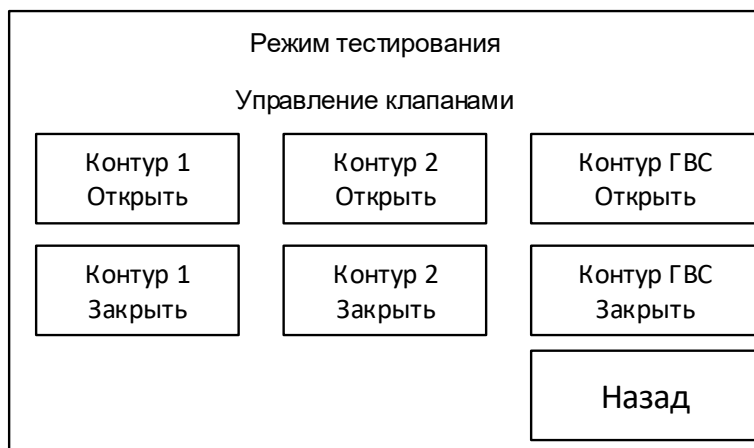 Режим тестирования
Управление клапанами
Контур 1
Открыть
Контур 2
Открыть
Контур ГВС
Открыть
Контур 1
Закрыть
Контур 2
Закрыть
Контур ГВС
Закрыть
Назад